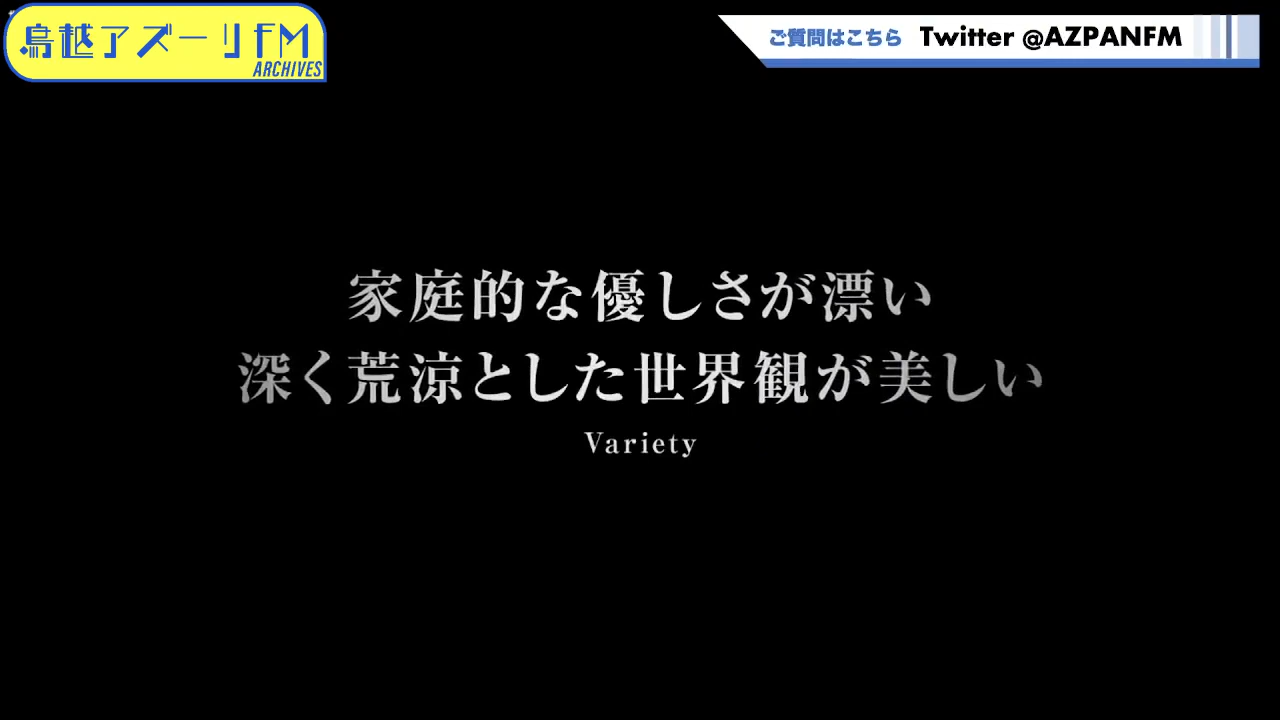 鳥越アズーリFM
ARCHIVES
ご質問はこちら Twitter @AZPANFM
家庭的な優しさが漂い
深く荒涼とした世界観が美しい
Variety